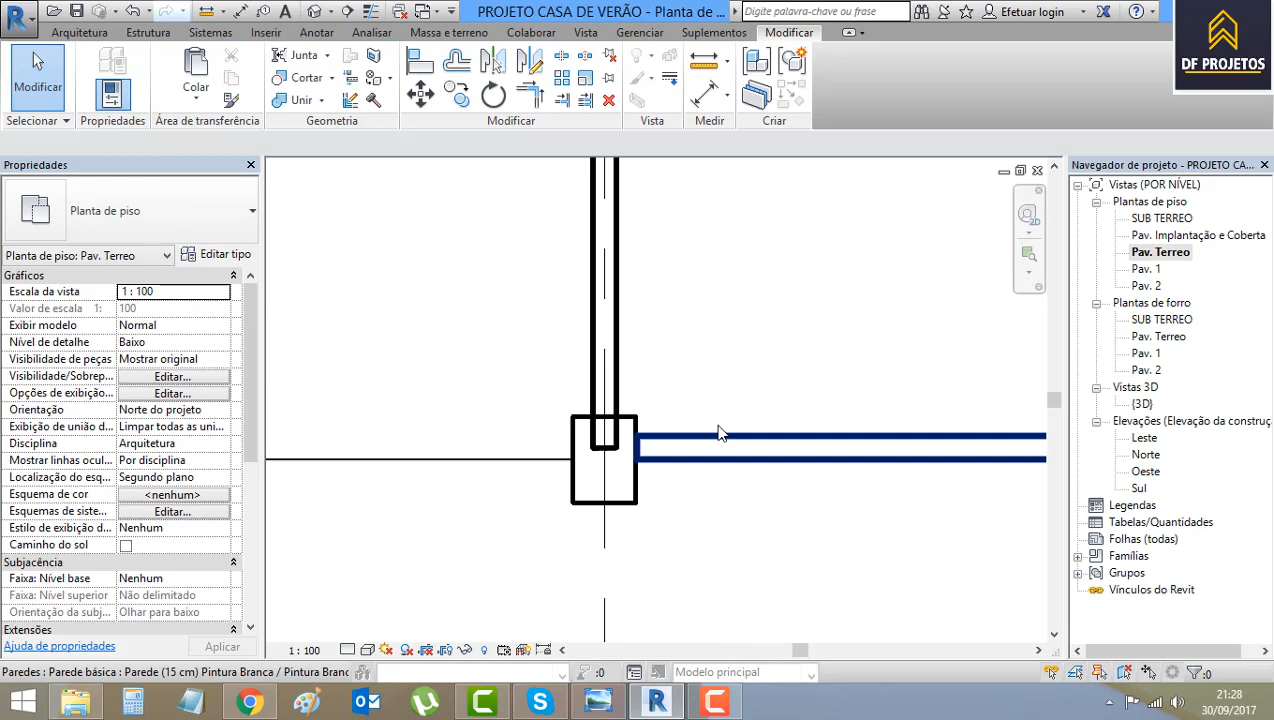 PROJETO CASA DE VERÃO - Planta de ...
Digite palavra-chave ou frase
Efetuar login
Arquitetura Estrutura Sistemas Inserir Anotar Analisar Massa e terreno Colaborar Vista Gerenciar Suplementos Modificar
DF PROJETOS
Modificar
Colar
Junta
Cortar
Unir
Selecionar Propriedades Área de transferência Geometria Modificar Vista Medir Criar
Propriedades
Planta de piso
Planta de piso: Pav. Terreo Editar tipo
Gráficos
Escala da vista 1 : 100
Valor de escala 1: 100
Exibir modelo Normal
Nível de detalhe Baixo
Visibilidade de peças Mostrar original
Visibilidade/Sobrep... Editar...
Opções de exibição... Editar...
Orientação Norte do projeto
Exibição de união d... Limpar todas as uni...
Disciplina Arquitetura
Mostrar linhas ocul... Por disciplina
Localização do esq... Segundo plano
Esquema de cor <nenhum>
Esquemas de siste... Editar...
Estilo de exibição d... Nenhum
Caminho do sol
Subjacência
Faixa: Nível base Nenhum
Faixa: Nível superior Não delimitado
Orientação da subj... Olhar para baixo
Extensões
Ajuda de propriedades Aplicar
2D
Navegador de projeto - PROJETO CA...
Vistas (POR NÍVEL)
Plantas de piso
SUB TERREO
Pav. Implantação e Coberta
Pav. Terreo
Pav. 1
Pav. 2
Plantas de forro
SUB TERREO
Pav. Terreo
Pav. 1
Pav. 2
Vistas 3D
{3D}
Elevações (Elevação da construç
Leste
Norte
Oeste
Sul
Legendas
Tabelas/Quantidades
Folhas (todas)
Famílias
Grupos
Vínculos do Revit
1 : 100
Paredes : Parede básica : Parede (15 cm) Pintura Branca / Pintura Branc
:0
Modelo principal
:0
21:28
30/09/2017